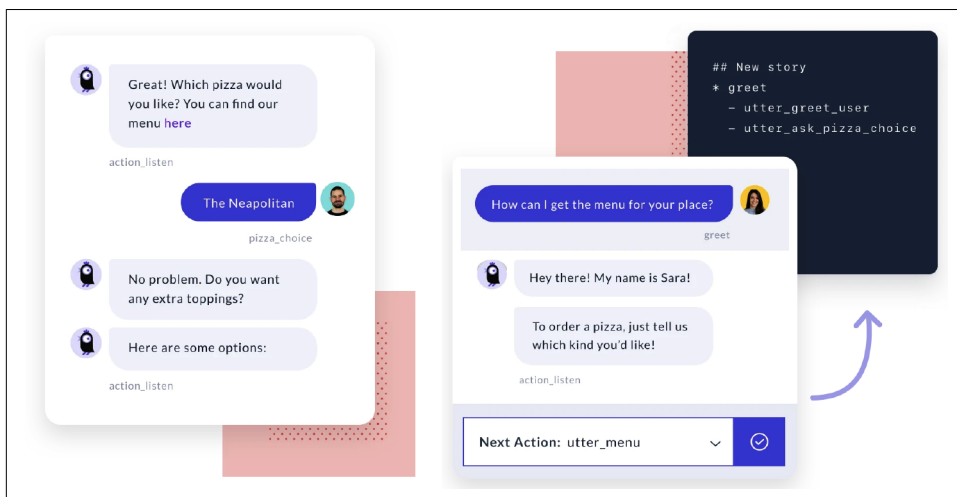 Great! Which pizza would
you like? You can find our
menu here
action_listen
The Neapolitan
pizza_choice
No problem. Do you want
any extra toppings?
Here are some options:
action_listen
How can I get the menu for your place?
greet
Hey there! My name is Sara!
To order a pizza, just tell us
which kind you'd like!
action_listen
Next Action: utter_menu
## New story
* greet
– utter_greet_user
– utter_ask_pizza_choice